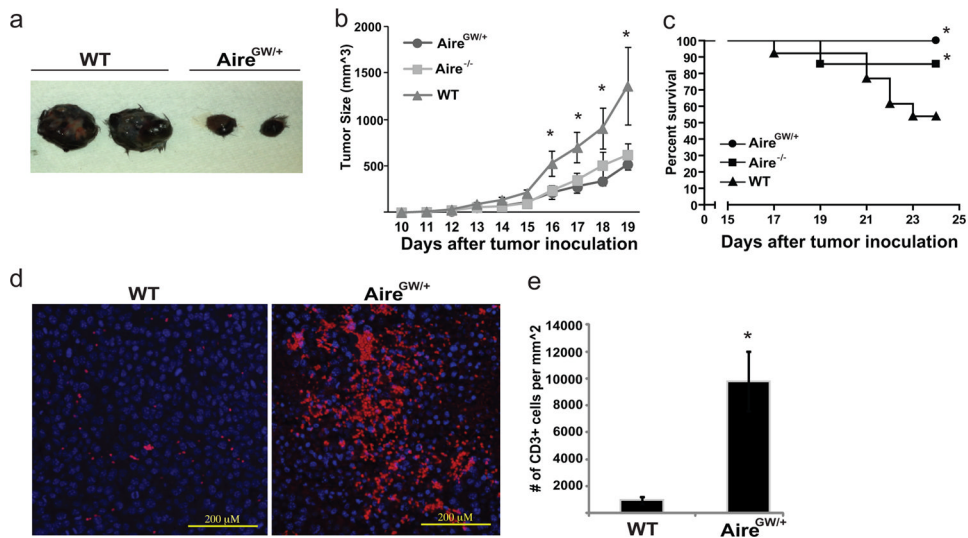 a
WT
Aire^GW/+
b
Tumor Size (mm^3)
2000
1500
1000
500
Aire^GW/+
Aire^-/-
WT
*
*
*
*
10 11 12 13 14 15 16 17 18 19
Days after tumor inoculation
c
Percent survival
100
90
80
70
60
50
40
30
20
10
0
*
*
Aire^GW/+
Aire^-/-
WT
0 15 17 19 21 23 25
Days after tumor inoculation
d
WT
Aire^GW/+
200 µM
200 µM
e
# of CD3+ cells per mm^2
14000
12000
10000
8000
6000
4000
2000
*
WT
Aire^GW/+